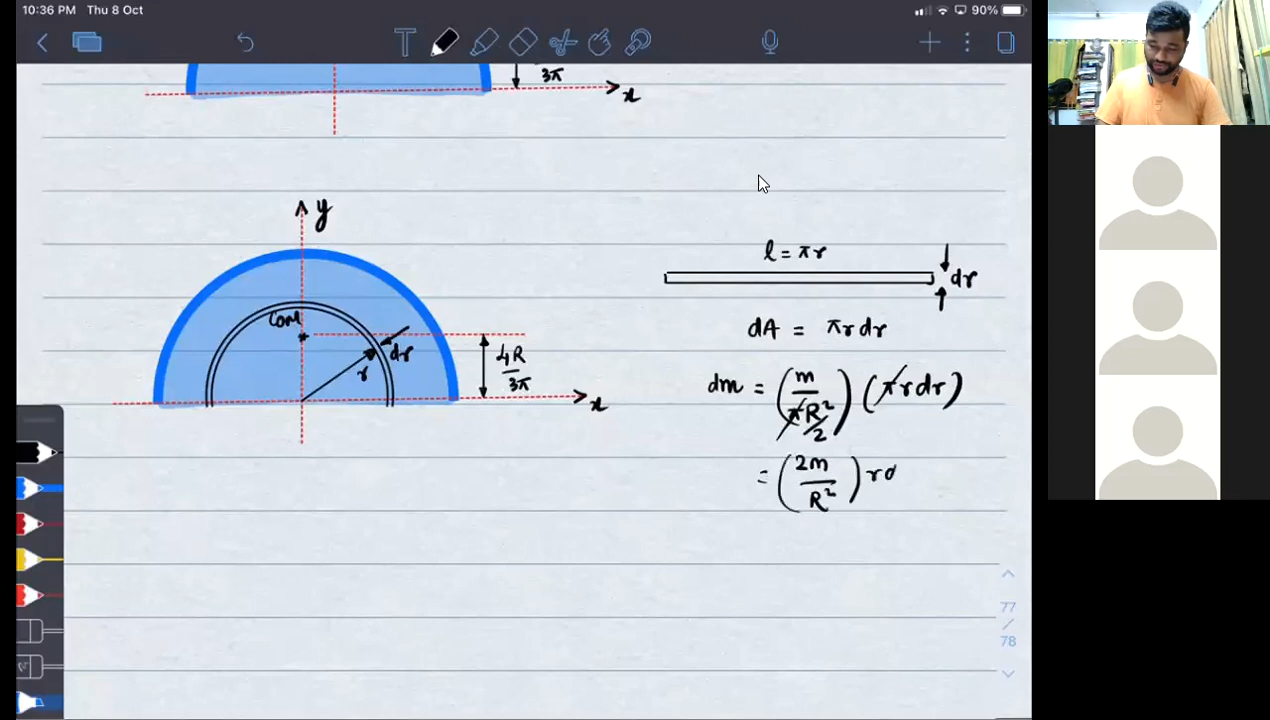 10:36 PM Thu 8 Oct
90%
T
3π
x
y
l = πr
dr
COM
dA = πr dr
dr
r
4R
3π
dm = (m / πR²/2) (πr dr)
x
= (2m / R²) r d
77
/
78